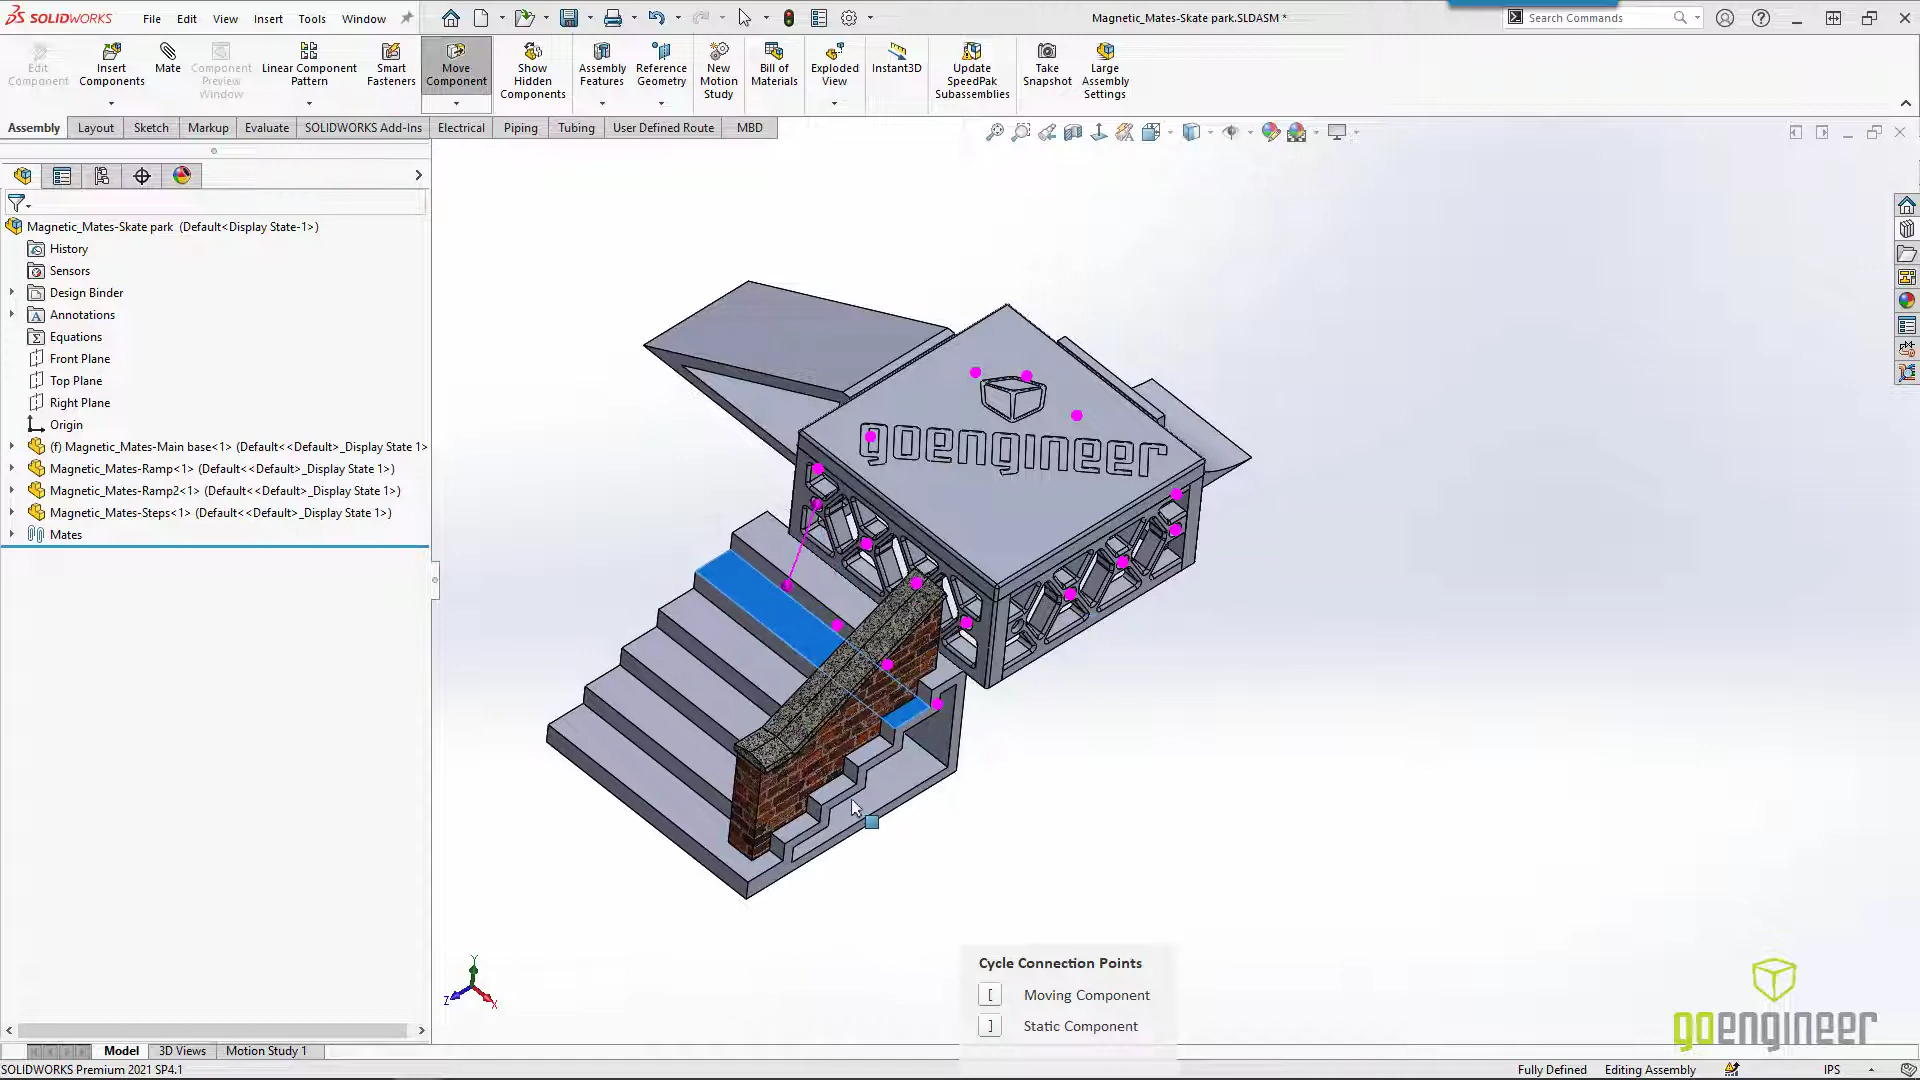 SOLIDWORKS File Edit View Insert Tools Window
Magnetic_Mates-Skate park.SLDASM *
Search Commands
Edit Component
Insert Components
Mate
Component Preview Window
Linear Component Pattern
Smart Fasteners
Move Component
Show Hidden Components
Assembly Features
Reference Geometry
New Motion Study
Bill of Materials
Exploded View
Instant3D
Update SpeedPak Subassemblies
Take Snapshot
Large Assembly Settings
Assembly Layout Sketch Markup Evaluate SOLIDWORKS Add-Ins Electrical Piping Tubing User Defined Route MBD
Magnetic_Mates-Skate park (Default<Display State-1>)
History
Sensors
Design Binder
Annotations
Equations
Front Plane
Top Plane
Right Plane
Origin
(f) Magnetic_Mates-Main base<1> (Default<<Default>_Display State 1>
Magnetic_Mates-Ramp<1> (Default<<Default>_Display State 1>)
Magnetic_Mates-Ramp2<1> (Default<<Default>_Display State 1>)
Magnetic_Mates-Steps<1> (Default<<Default>_Display State 1>)
Mates
goengineer
Y
Z
X
Cycle Connection Points
[ Moving Component
] Static Component
goengineer
Model 3D Views Motion Study 1
SOLIDWORKS Premium 2021 SP4.1
Fully Defined Editing Assembly IPS